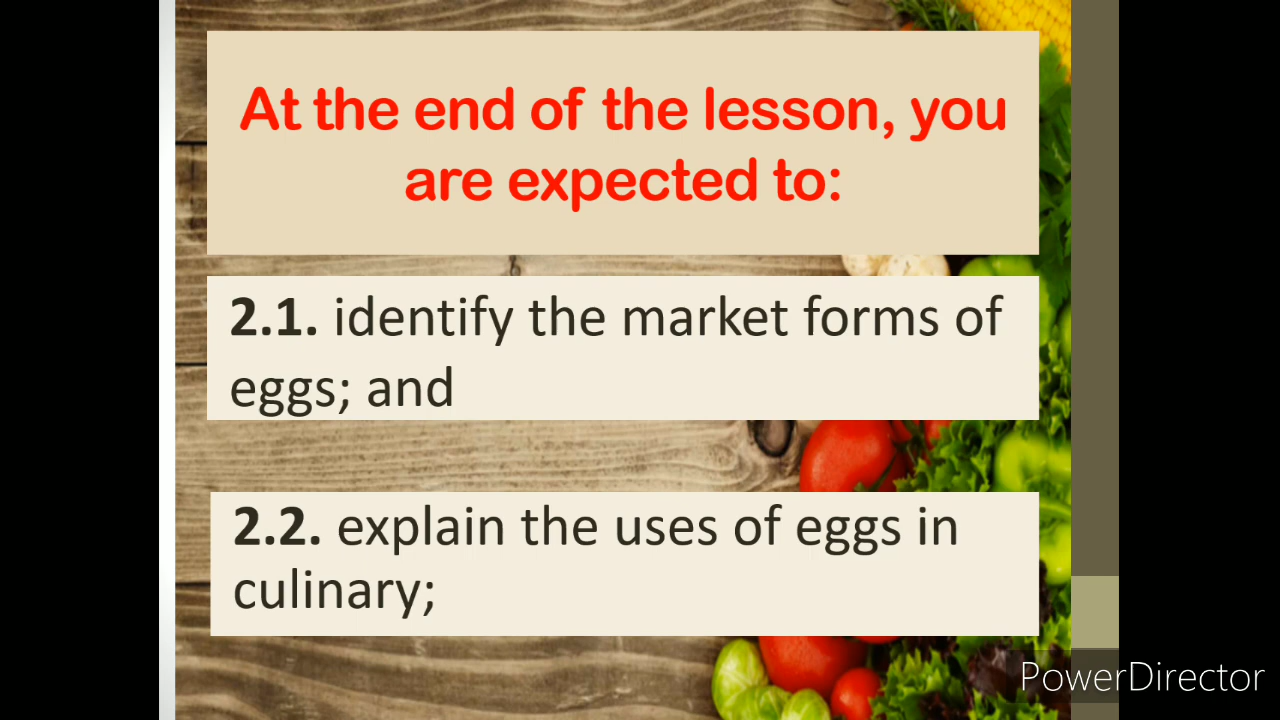 At the end of the lesson, you
are expected to:
2.1. identify the market forms of
eggs; and
2.2. explain the uses of eggs in
culinary;
PowerDirector